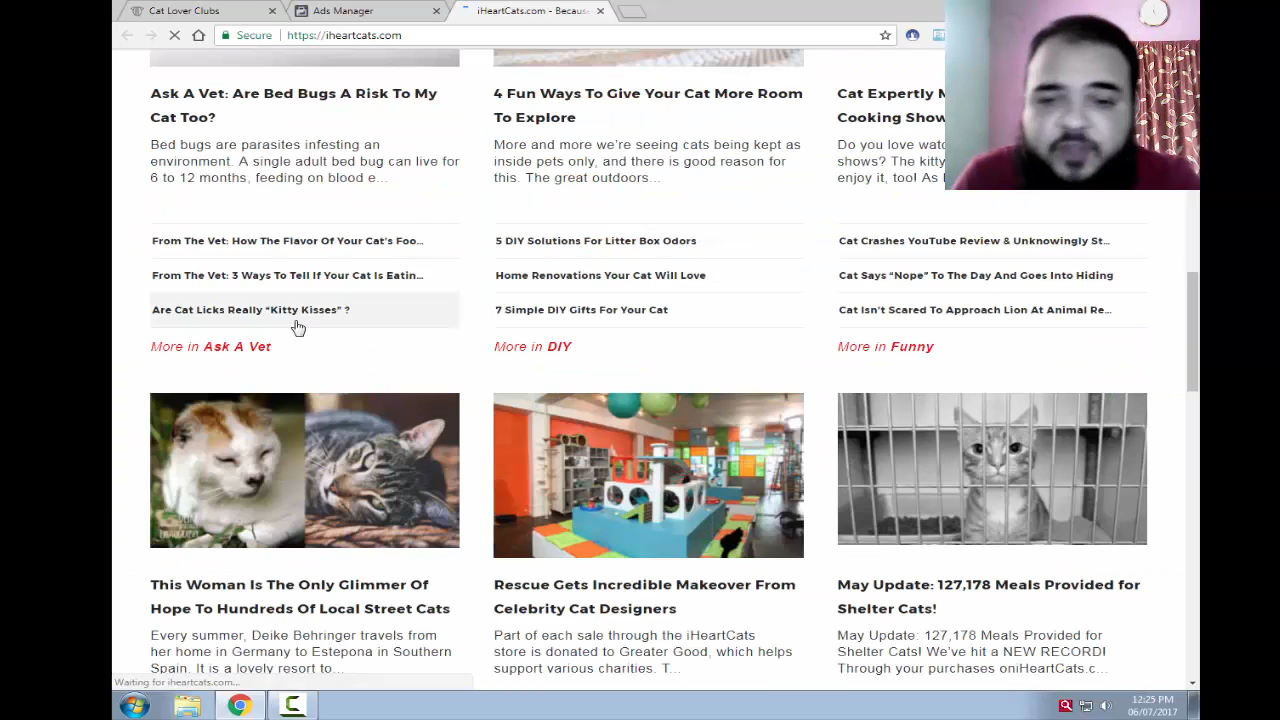 Cat Lover Clubs
Ads Manager
iHeartCats.com - Becaus
Secure
https://iheartcats.com
Ask A Vet: Are Bed Bugs A Risk To My
Cat Too?
Bed bugs are parasites infesting an
environment. A single adult bed bug can live for
6 to 12 months, feeding on blood e...
From The Vet: How The Flavor Of Your Cat's Foo...
From The Vet: 3 Ways To Tell If Your Cat Is Eatin...
Are Cat Licks Really “Kitty Kisses” ?
More in Ask A Vet
4 Fun Ways To Give Your Cat More Room
To Explore
More and more we're seeing cats being kept as
inside pets only, and there is good reason for
this. The great outdoors...
5 DIY Solutions For Litter Box Odors
Home Renovations Your Cat Will Love
7 Simple DIY Gifts For Your Cat
More in DIY
Cat Expertly
Cooking Show
Do you love
shows? The kitty
enjoy it, too! As
Cat Crashes YouTube Review & Unknowingly St...
Cat Says “Nope” To The Day And Goes Into Hiding
Cat Isn't Scared To Approach Lion At Animal Re...
More in Funny
This Woman Is The Only Glimmer Of
Hope To Hundreds Of Local Street Cats
Every summer, Deike Behringer travels from
her home in Germany to Estepona in Southern
Spain. It is a lovely resort to...
Rescue Gets Incredible Makeover From
Celebrity Cat Designers
Part of each sale through the iHeartCats
store is donated to Greater Good, which helps
support various charities. T...
May Update: 127,178 Meals Provided for
Shelter Cats!
May Update: 127,178 Meals Provided for
Shelter Cats! We've hit a NEW RECORD!
Through your purchases oniHeartCats.c...
Waiting for iheartcats.com...
12:25 PM
06/07/2017